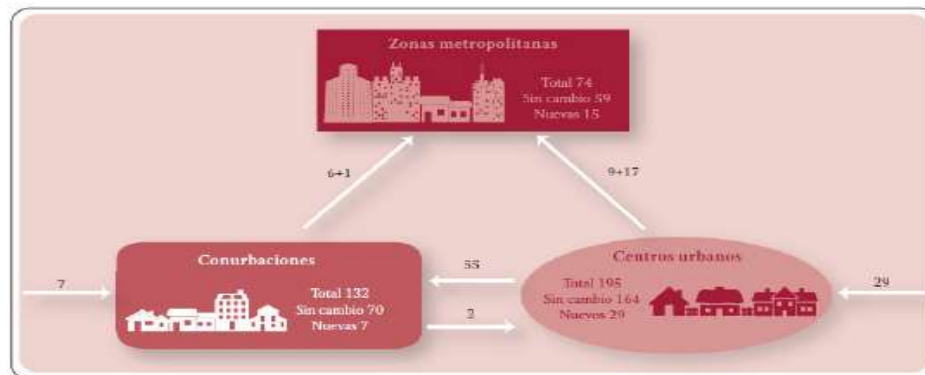 Zonas metropolitanas
Total 74
Sin cambio 59
Nuevas 15
6+1
9+17
Conurbaciones
Total 132
Sin cambio 70
Nuevas 7
Centros urbanos
Total 195
Sin cambio 164
Nuevos 29
7
55
2
29